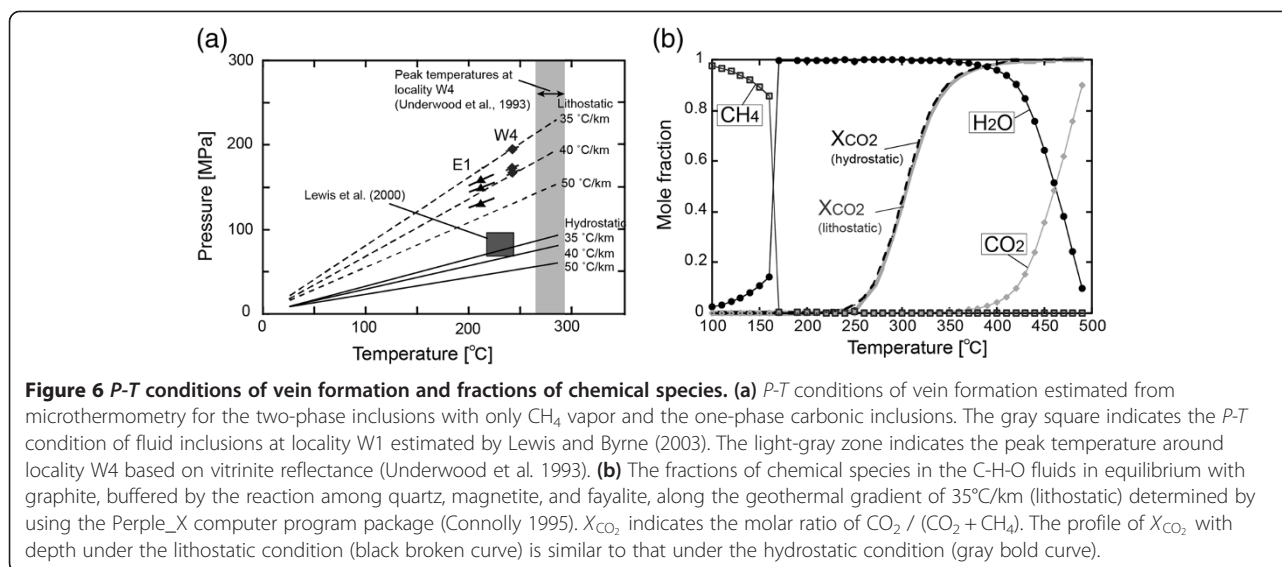 (a)
300
200
100
0
Pressure [MPa]
0
100
200
300
Temperature [°C]
Peak temperatures at
locality W4
(Underwood et al., 1993)
Lithostatic
35 °C/km
40 °C/km
50 °C/km
W4
E1
Lewis et al. (2000)
Hydrostatic
35 °C/km
40 °C/km
50 °C/km
(b)
1
0.8
0.6
0.4
0.2
0
Mole fraction
100
150
200
250
300
350
400
450
500
Temperature [°C]
CH4
H2O
XCO2
(hydrostatic)
XCO2
(lithostatic)
CO2
Figure 6 P-T conditions of vein formation and fractions of chemical species. (a) P-T conditions of vein formation estimated from
microthermometry for the two-phase inclusions with only CH4 vapor and the one-phase carbonic inclusions. The gray square indicates the P-T
condition of fluid inclusions at locality W1 estimated by Lewis and Byrne (2003). The light-gray zone indicates the peak temperature around
locality W4 based on vitrinite reflectance (Underwood et al. 1993). (b) The fractions of chemical species in the C-H-O fluids in equilibrium with
graphite, buffered by the reaction among quartz, magnetite, and fayalite, along the geothermal gradient of 35°C/km (lithostatic) determined by
using the Perple_X computer program package (Connolly 1995). XCO2 indicates the molar ratio of CO2 / (CO2 + CH4). The profile of XCO2 with
depth under the lithostatic condition (black broken curve) is similar to that under the hydrostatic condition (gray bold curve).